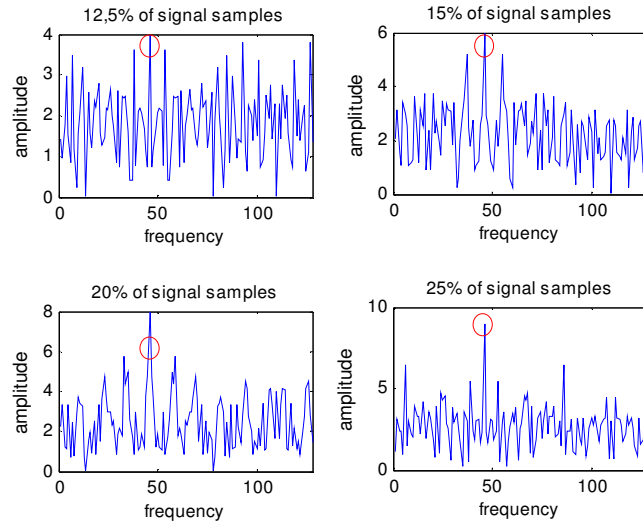 12,5% of signal samples
4
3
2
1
0
amplitude
0
50
100
frequency
15% of signal samples
6
4
2
0
amplitude
0
50
100
frequency
20% of signal samples
8
6
4
2
0
amplitude
0
50
100
frequency
25% of signal samples
10
5
0
amplitude
0
50
100
frequency